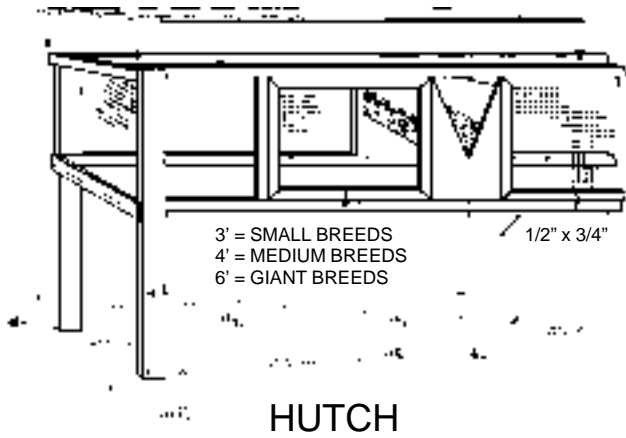 3' = SMALL BREEDS
4' = MEDIUM BREEDS
6' = GIANT BREEDS
1/2” x 3/4”
HUTCH